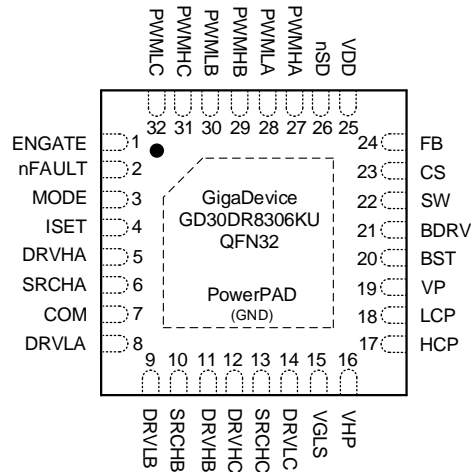 PWMLC
PWMHC
PWMLB
PWMHB
PWMLA
PWMHA
nSD
VDD
32 31 30 29 28 27 26 25
ENGATE 1
nFAULT 2
MODE 3
ISET 4
DRVHA 5
SRCHA 6
COM 7
DRVLA 8
GigaDevice
GD30DR8306KU
QFN32
PowerPAD
(GND)
24 FB
23 CS
22 SW
21 BDRV
20 BST
19 VP
18 LCP
17 HCP
9 10 11 12 13 14 15 16
DRVLB
SRCHB
DRVHB
DRVHC
SRCHC
DRVLC
VGLS
VHP